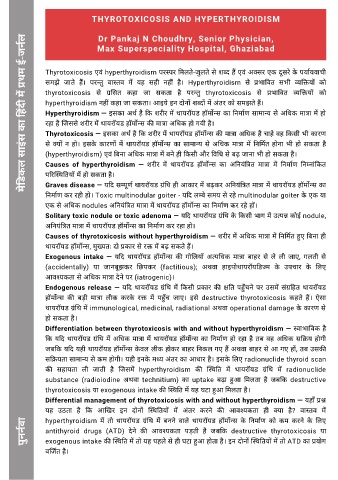 THYROTOXICOSIS AND HYPERTHYROIDISM
Dr Pankaj N Choudhry, Senior Physician,
Max Superspeciality Hospital, Ghaziabad
मेडिकल साइंस का हिंदी में प्रथम ई-जर्नल
पुनर्नवा
Thyrotoxicosis एवं hyperthyroidism परस्पर मिलते-जुलते से शब्द हैं एवं अक्सर एक दूसरे के पर्यायवाची
समझे जाते हैं। परन्तु वास्तव में यह सही नहीं है। Hyperthyroidism से प्रभावित सभी व्यक्तियों को
thyrotoxicosis से ग्रसित कहा जा सकता है परन्तु thyrotoxicosis से प्रभावित व्यक्तियों को
hyperthyroidism नहीं कहा जा सकता। आइये इन दोनों शब्दों में अंतर को समझते हैं।
Hyperthyroidism — इसका अर्थ है कि शरीर में थायरॉयड हॉर्मोन्स का निर्माण सामान्य से अधिक मात्रा में हो
रहा है जिससे शरीर में थायरॉयड हॉर्मोन्स की मात्रा अधिक हो गयी है।
Thyrotoxicosis — इसका अर्थ है कि शरीर में थायरॉयड हॉर्मोन्स की मात्रा अधिक है चाहे वह किसी भी कारण
से क्यों न हो। इसके कारणों में थायरॉयड हॉर्मोन्स का सामान्य से अधिक मात्रा में निर्मित होना भी हो सकता है
(hyperthyroidism) एवं बिना अधिक मात्रा में बने ही किसी और विधि से बढ़ जाना भी हो सकता है।
Causes of hyperthyroidism — शरीर में थायरॉयड हॉर्मोन्स का अनियंत्रित मात्रा में निर्माण निम्नांकित
परिस्थितियों में हो सकता है।
Graves disease — यदि सम्पूर्ण थायरॉयड ग्रंथि ही आकार में बढ़कर अनियंत्रित मात्रा में थायरॉयड हॉर्मोन्स का
निर्माण कर रही हो। Toxic multinodular goiter - यदि लम्बे समय से रहे multinodular goiter के एक या
एक से अधिक nodules अनियंत्रित मात्रा में थायरॉयड हॉर्मोन्स का निर्माण कर रहे हों।
Solitary toxic nodule or toxic adenoma — यदि थायरॉयड ग्रंथि के किसी भाग में उत्पन्न कोई nodule,
अनियंत्रित मात्रा में थायरॉयड हॉर्मोन्स का निर्माण कर रहा हो।
Causes of thyrotoxicosis without hyperthyroidism — शरीर में अधिक मात्रा में निर्मित हुए बिना ही
थायरॉयड हॉर्मोन्स, मुख्यतः दो प्रकार से रक्त में बढ़ सकते हैं।
Exogenous intake — यदि थायरॉयड हॉर्मोन्स की गोलियाँ अत्यधिक मात्रा बाहर से ले ली जाए, गलती से
(accidentally) या जानबूझकर छिपकर (factitious); अथवा हाइपोथायरॉयडिज्म के उपचार के लिए
आवश्यकता से अधिक मात्रा देने पर (iatrogenic)।
Endogenous release — यदि थायरॉयड ग्रंथि में किसी प्रकार की क्षति पहुँचने पर उसमें संग्रहित थायरॉयड
हॉर्मोन्स की बड़ी मात्रा लीक करके रक्त में पहुँच जाए। इसे destructive thyrotoxicosis कहते हैं। ऐसा
थायरॉयड ग्रंथि में immunological, medicinal, radiational अथवा operational damage के कारण से
हो सकता है।
Differentiation between thyrotoxicosis with and without hyperthyroidism — स्वाभाविक है
कि यदि थायरॉयड ग्रंथि में अधिक मात्रा में थायरॉयड हॉर्मोन्स का निर्माण हो रहा है तब वह अधिक सक्रिय होगी
जबकि यदि यही थायरॉयड हॉर्मोन्स केवल लीक होकर बाहर निकल गए हैं अथवा बाहर से आ गए हों, तब उसकी
सक्रियता सामान्य से कम होगी। यही इनके मध्य अंतर का आधार है। इसके लिए radionuclide thyroid scan
की सहायता ली जाती है जिसमें hyperthyroidism की स्थिति में थायरॉयड ग्रंथि में radionuclide
substance (radioiodine अथवा technitium) का uptake बढ़ा हुआ मिलता है जबकि destructive
thyrotoxicosis या exogenous intake की स्थिति में यह घटा हुआ मिलता है।
Differential management of thyrotoxicosis with and without hyperthyroidism — यहाँ प्रश्न
यह उठता है कि आखिर इन दोनों स्थितियों में अंतर करने की आवश्यकता ही क्या है? वास्तव में
hyperthyroidism में तो थायरॉयड ग्रंथि में बनने वाले थायरॉयड हॉर्मोन्स के निर्माण को कम करने के लिए
antithyroid drugs (ATD) देने की आवश्यकता पड़ती है जबकि destructive thyrotoxicosis या
exogenous intake की स्थिति में तो यह पहले से ही घटा हुआ होता है। इन दोनों स्थितियों में तो ATD का प्रयोग
वर्जित है।